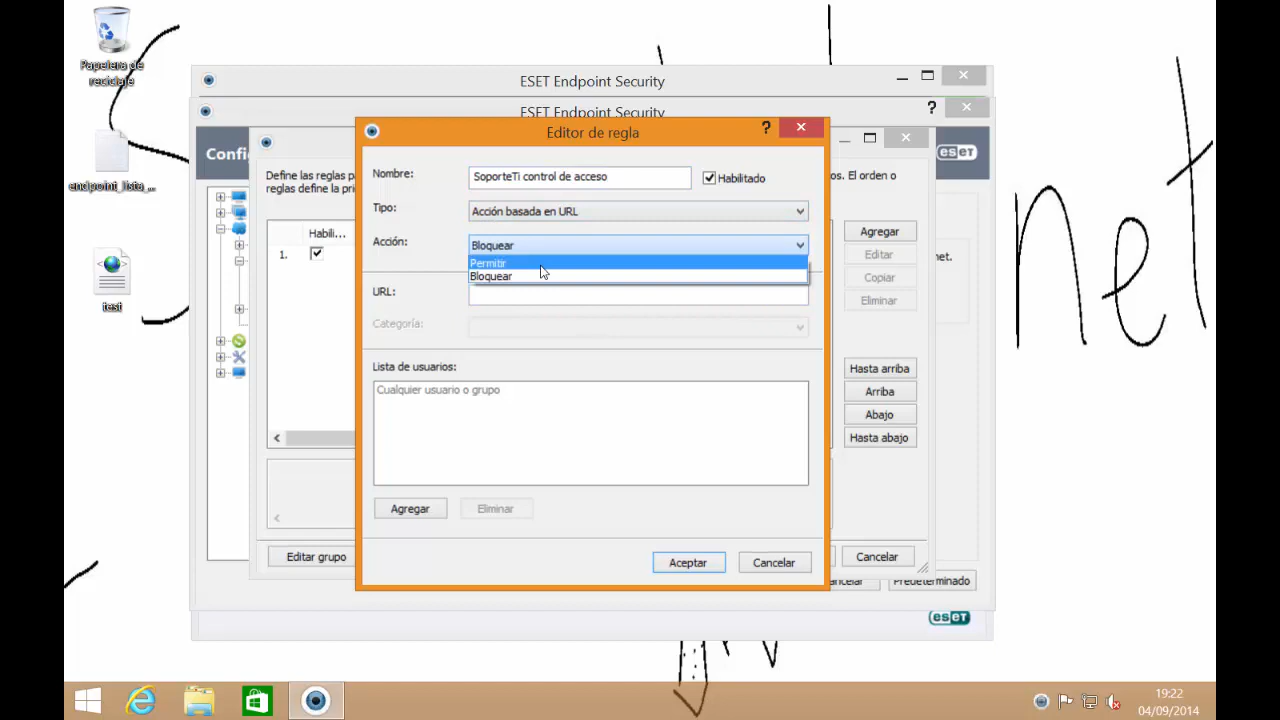 Papelera de
reciclaje
endpoint_lista_...
test
net
ESET Endpoint Security
ESET Endpoint Security
Confi
eset
Define las reglas pa
reglas define la pri
os. El orden o
Habili...
1.
net.
Agregar
Editar
Copiar
Eliminar
Hasta arriba
Arriba
Abajo
Hasta abajo
Editar grupo
Cancelar
ancelar
Predeterminado
eset
Editor de regla
Nombre:
SoporteTi control de acceso
Habilitado
Tipo:
Acción basada en URL
Acción:
Bloquear
Permitir
Bloquear
URL:
Categoría:
Lista de usuarios:
Cualquier usuario o grupo
Agregar
Eliminar
Aceptar
Cancelar
19:22
04/09/2014